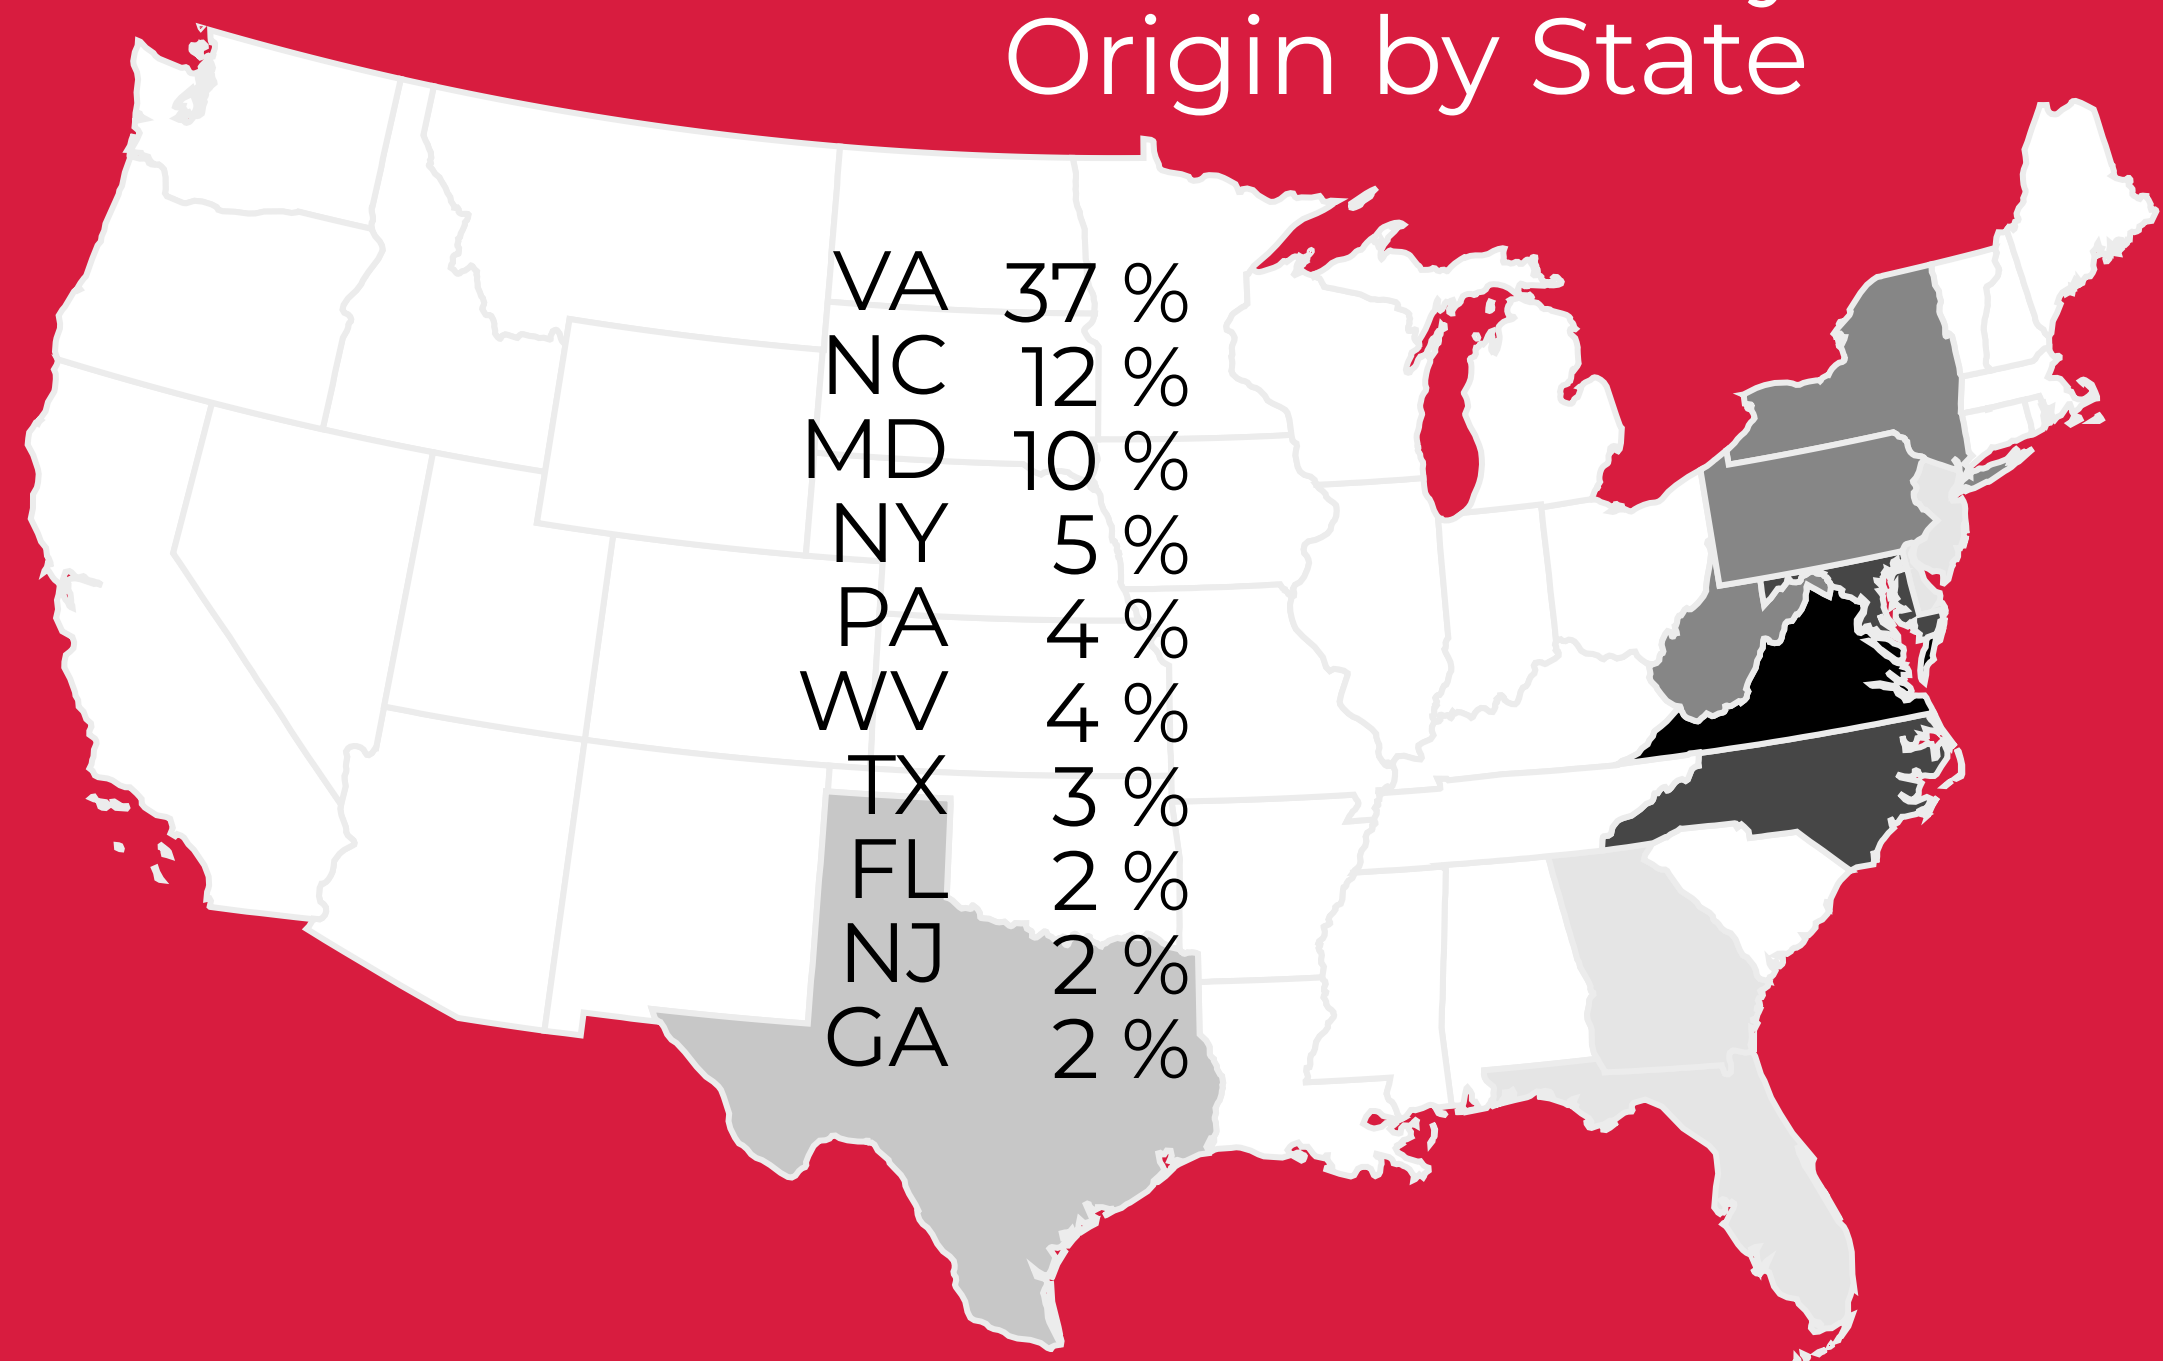 Origin by State
VA 37 %
NC 12 %
MD 10 %
NY 5 %
PA 4 %
WV 4 %
TX 3 %
FL 2 %
NJ 2 %
GA 2 %